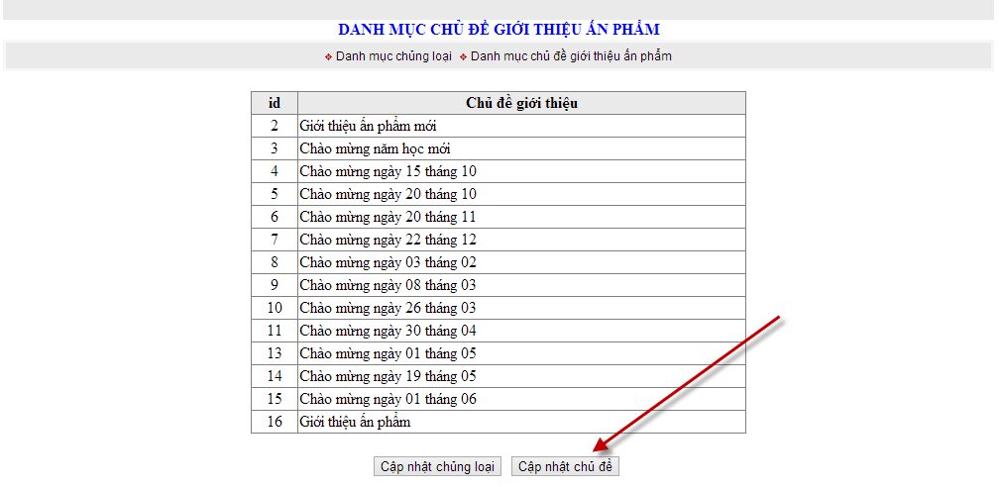 DANH MỤC CHỦ ĐỀ GIỚI THIỆU ẤN PHẨM
Danh mục chủng loại Danh mục chủ đề giới thiệu ấn phẩm
id Chủ đề giới thiệu
2 Giới thiệu ấn phẩm mới
3 Chào mừng năm học mới
4 Chào mừng ngày 15 tháng 10
5 Chào mừng ngày 20 tháng 10
6 Chào mừng ngày 20 tháng 11
7 Chào mừng ngày 22 tháng 12
8 Chào mừng ngày 03 tháng 02
9 Chào mừng ngày 08 tháng 03
10 Chào mừng ngày 26 tháng 03
11 Chào mừng ngày 30 tháng 04
13 Chào mừng ngày 01 tháng 05
14 Chào mừng ngày 19 tháng 05
15 Chào mừng ngày 01 tháng 06
16 Giới thiệu ấn phẩm
Cập nhật chủng loại Cập nhật chủ đề